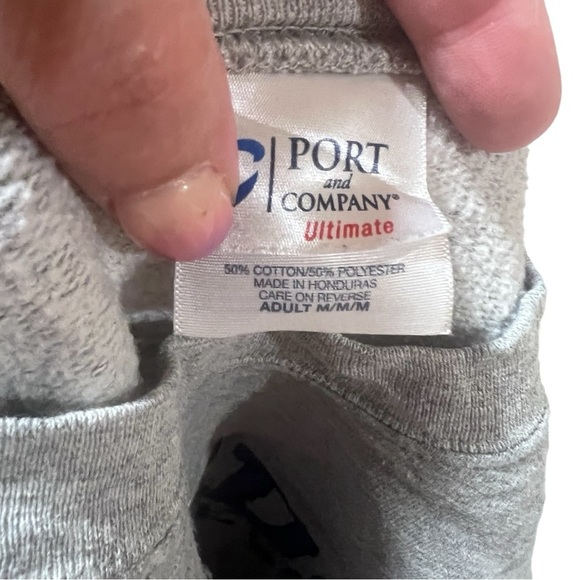 C
PORT
and
COMPANY®
Ultimate
50% COTTON/50% POLYESTER
MADE IN HONDURAS
CARE ON REVERSE
ADULT M/M/M